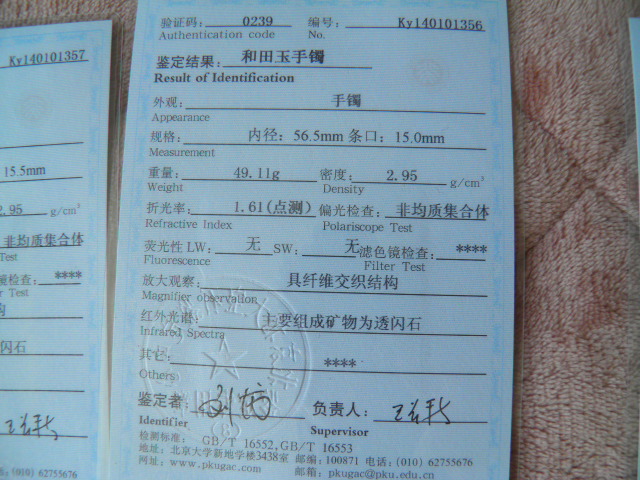 Ky140101357
15.5mm
2.95 g/cm³
非均质集合体
Test
镜检查: ****
Test
闪石
(010) 62755676
验证码: 0239 编号: Ky140101356
Authentication code No.
鉴定结果: 和田玉手镯
Result of Identification
外观: 手镯
Appearance
规格: 内径: 56.5mm 条口: 15.0mm
Measurement
重量: 49.11g 密度: 2.95 g/cm³
Weight Density
折光率: 1.61(点测) 偏光检查: 非均质集合体
Refractive Index Polariscope Test
荧光性 LW: 无 SW: 无 滤色镜检查: ****
Fluorescence Filter Test
放大观察: 具纤维交织结构
Magnifier observation
红外光谱: 主要组成矿物为透闪石
Infrared Spectra
其它: ****
Others
鉴定者: 负责人:
Identifier Supervisor
检测标准: GB/T 16552,GB/T 16553
地址: 北京大学新地学楼3438室 邮编: 100871 电话: (010) 62755676
网址: www.pkugac.com 邮箱: pkugac@pku.edu.cn